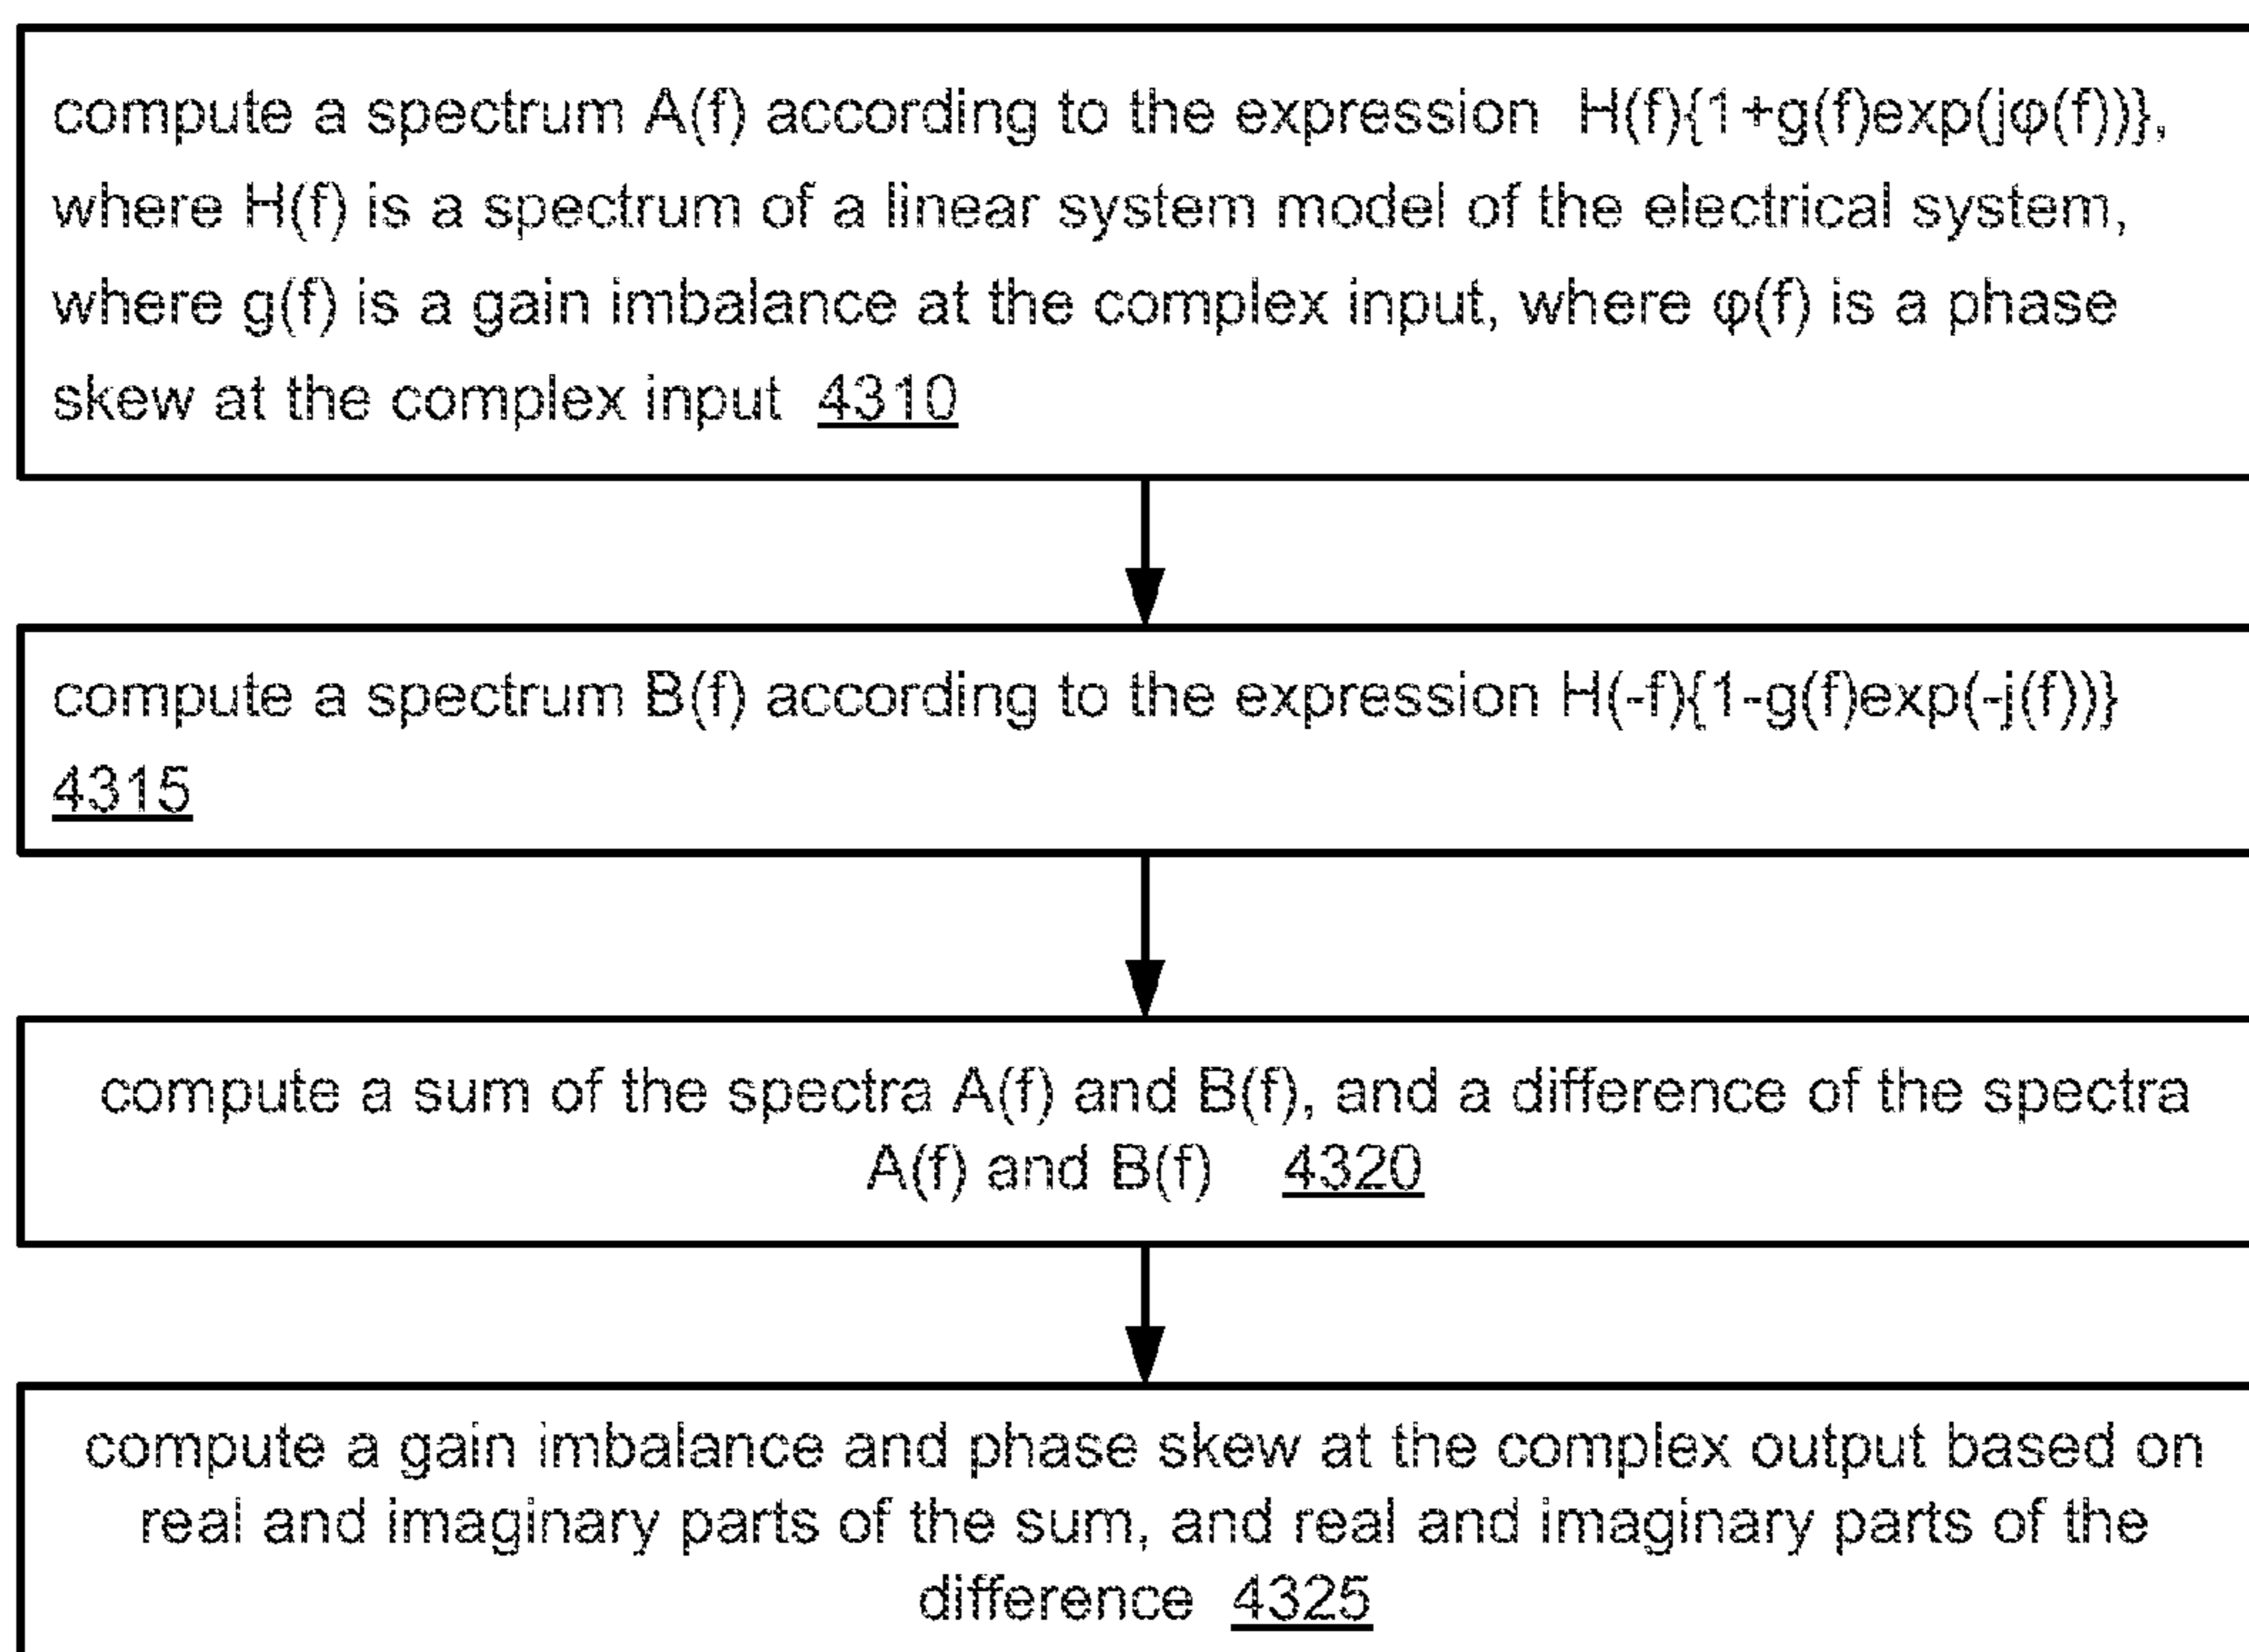 compute a spectrum A(f) according to the expression H(f){1+g(f)exp(jφ(f))},
where H(f) is a spectrum of a linear system model of the electrical system,
where g(f) is a gain imbalance at the complex input, where φ(f) is a phase
skew at the complex input 4310
compute a spectrum B(f) according to the expression H(-f){1-g(f)exp(-j(f))}
4315
compute a sum of the spectra A(f) and B(f), and a difference of the spectra
A(f) and B(f) 4320
compute a gain imbalance and phase skew at the complex output based on
real and imaginary parts of the sum, and real and imaginary parts of the
difference 4325